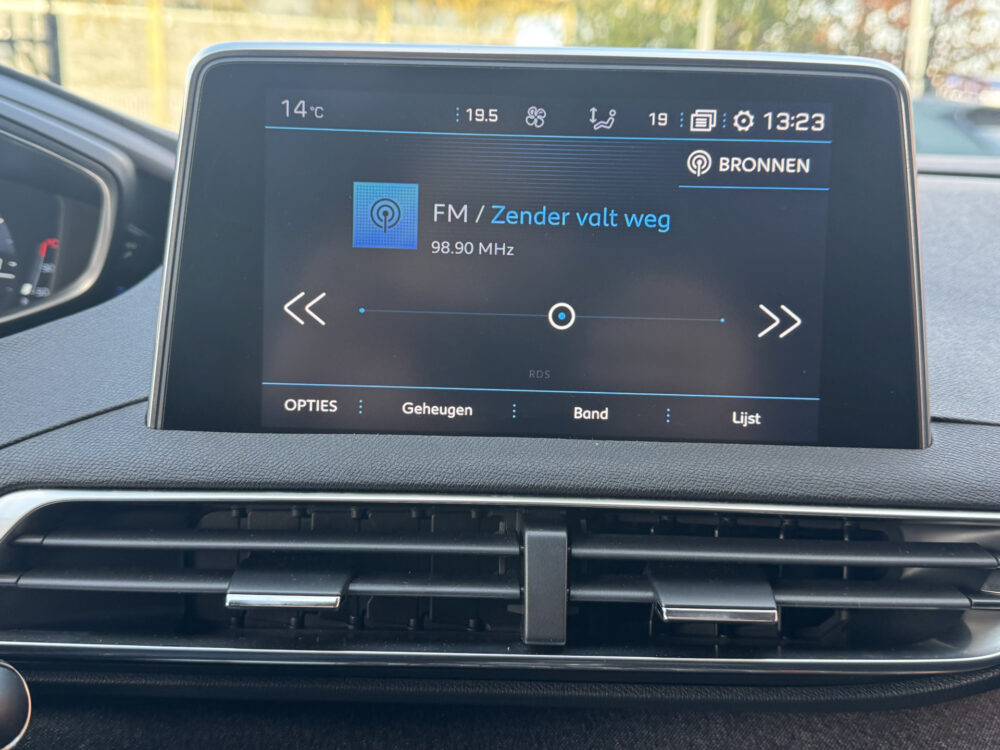 14°C 19.5 19 13:23
BRONNEN
FM / Zender valt weg
98.90 MHz
RDS
OPTIES Geheugen Band Lijst